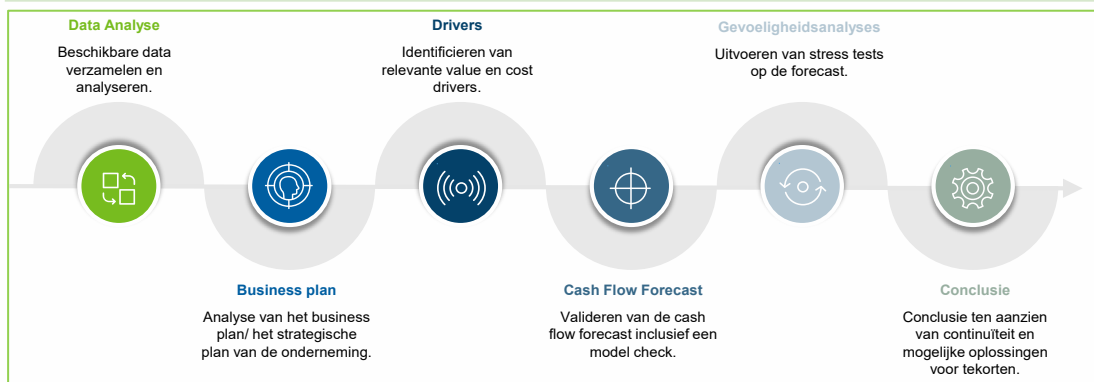 Data Analyse
Beschikbare data
verzamelen en
analyseren.
Business plan
Analyse van het business
plan/ het strategische
plan van de onderneming.
Drivers
Identificieren van
relevante value en cost
drivers.
Cash Flow Forecast
Valideren van de cash
flow forecast inclusief een
model check.
Gevoeligheidsanalyses
Uitvoeren van stress tests
op de forecast.
Conclusie
Conclusie ten aanzien
van continuïteit en
mogelijke oplossingen
voor tekorten.